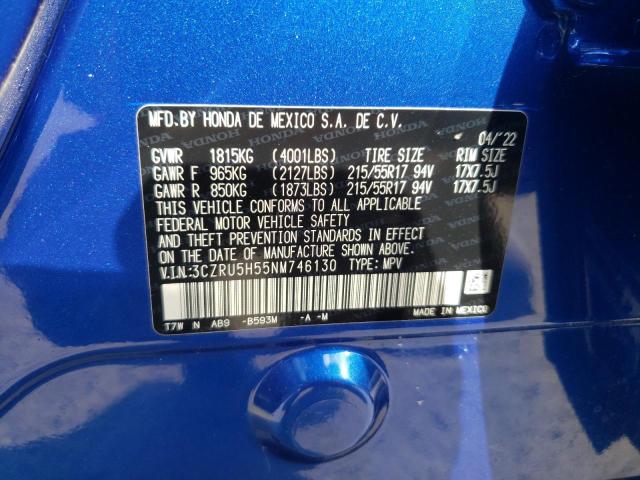 MFD.BY HONDA DE MEXICO S.A. DE C.V.
04/'22
GVWR 1815KG (4001LBS) TIRE SIZE RIM SIZE
GAWR F 965KG (2127LBS) 215/55R17 94V 17X7.5J
GAWR R 850KG (1873LBS) 215/55R17 94V 17X7.5J
THIS VEHICLE CONFORMS TO ALL APPLICABLE
FEDERAL MOTOR VEHICLE SAFETY
AND THEFT PREVENTION STANDARDS IN EFFECT
ON THE DATE OF MANUFACTURE SHOWN ABOVE.
V.I.N:3CZRU5H55NM746130 TYPE: MPV
T7W N AB9 -B593M -A -M
MADE IN MEXICO